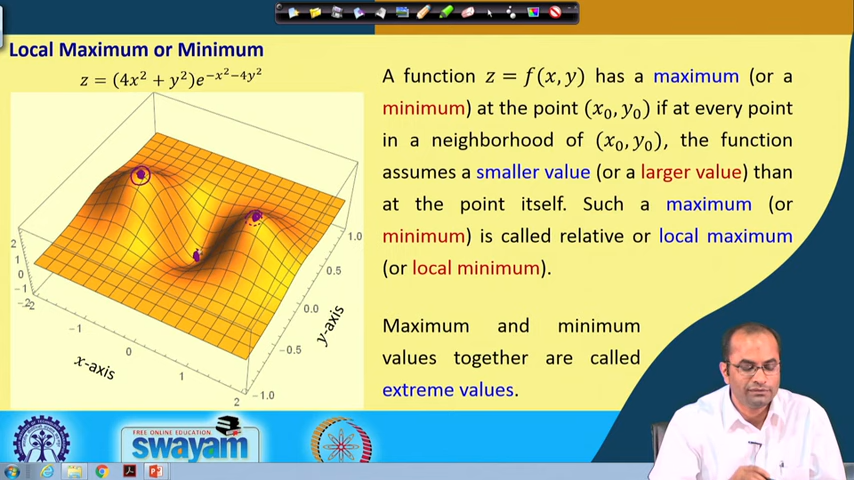 Local Maximum or Minimum
z = (4x² + y²)e^{−x²−4y²}
A function z = f(x, y) has a maximum (or a
minimum) at the point (x₀, y₀) if at every point
in a neighborhood of (x₀, y₀), the function
assumes a smaller value (or a larger value) than
at the point itself. Such a maximum (or
minimum) is called relative or local maximum
(or local minimum).
Maximum and minimum
values together are called
extreme values.
2
1
0
−1
−2
−2
−1
0
1
2
x-axis
1.0
0.5
0.0
−0.5
−1.0
y-axis
FREE ONLINE EDUCATION
swayam